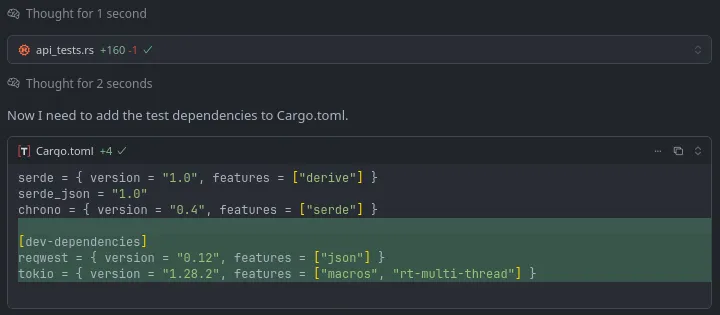 Thought for 1 second
api_tests.rs +160 -1
Thought for 2 seconds
Now I need to add the test dependencies to Cargo.toml.
[T] Cargo.toml +4
serde = { version = "1.0", features = ["derive"] }
serde_json = "1.0"
chrono = { version = "0.4", features = ["serde"] }
[dev-dependencies]
reqwest = { version = "0.12", features = ["json"] }
tokio = { version = "1.28.2", features = ["macros", "rt-multi-thread"] }